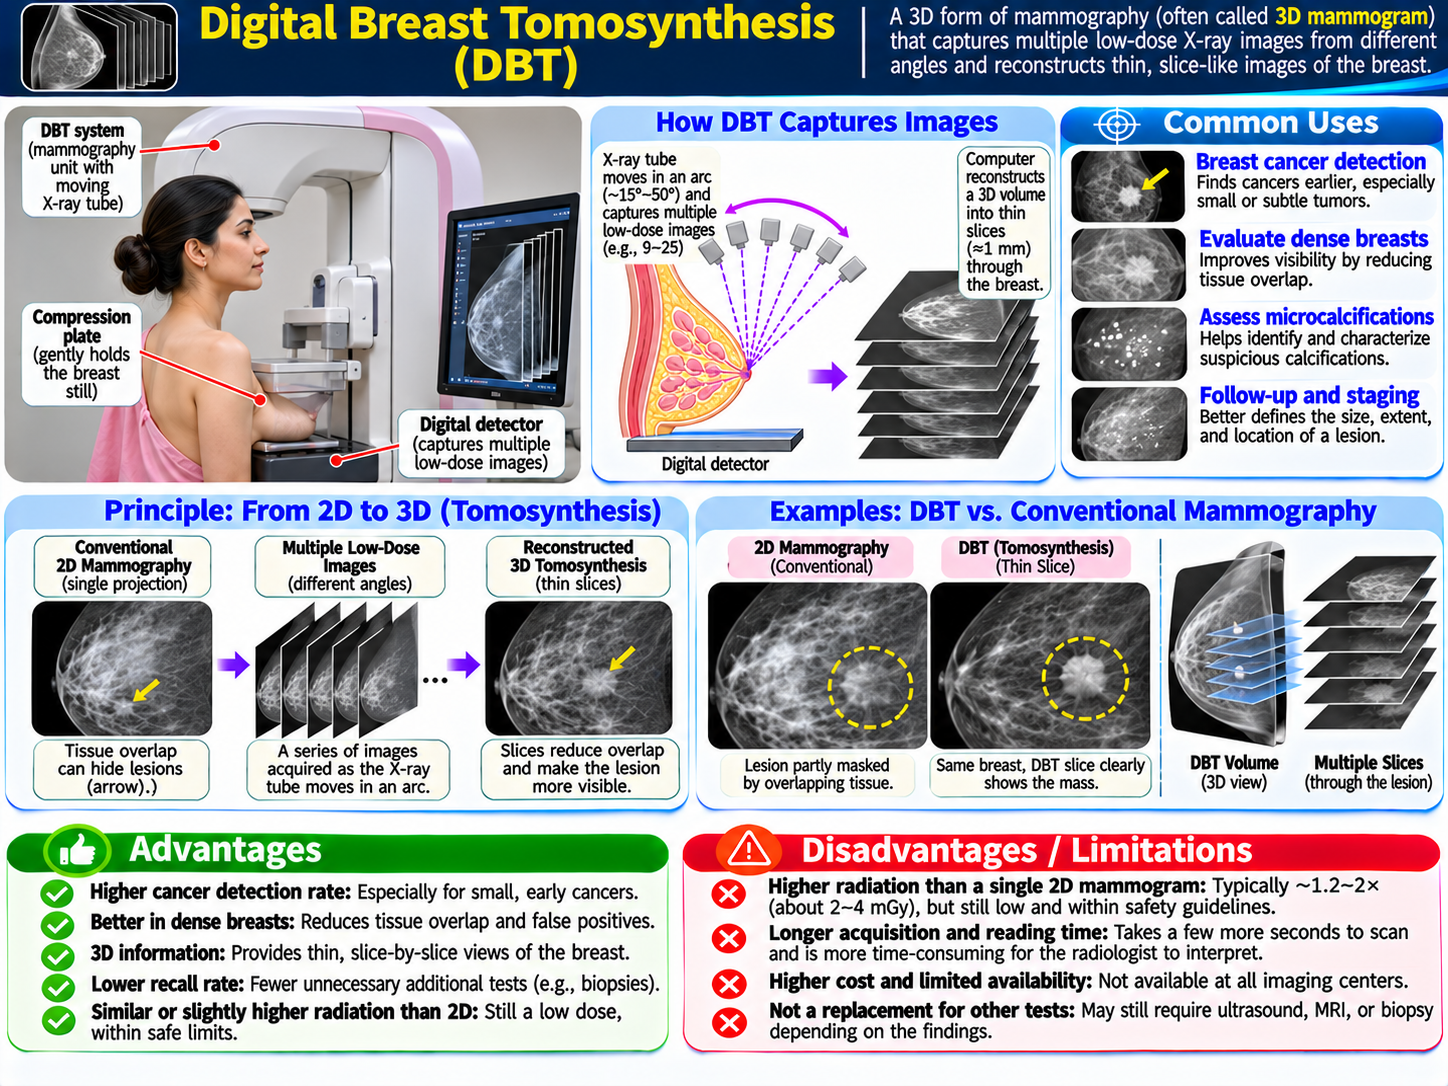 Digital Breast Tomosynthesis
(DBT)
A 3D form of mammography (often called 3D mammogram)
that captures multiple low-dose X-ray images from different
angles and reconstructs thin, slice-like images of the breast.
DBT system
(mammography
unit with
moving
X-ray tube)
Compression
plate
(gently holds
the breast
still)
Digital detector
(captures multiple
low-dose images)
How DBT Captures Images
X-ray tube
moves in an arc
(~15°~50°) and
captures multiple
low-dose images
(e.g., 9~25)
Computer
reconstructs
a 3D volume
into thin
slices
(≈1 mm)
through
the breast.
Digital detector
Common Uses
Breast cancer detection
Finds cancers earlier, especially
small or subtle tumors.
Evaluate dense breasts
Improves visibility by reducing
tissue overlap.
Assess microcalcifications
Helps identify and characterize
suspicious calcifications.
Follow-up and staging
Better defines the size, extent,
and location of a lesion.
Principle: From 2D to 3D (Tomosynthesis)
Conventional
2D Mammography
(single projection)
Tissue overlap
can hide lesions
(arrow).)
Multiple Low-Dose
Images
(different angles)
...
A series of images
acquired as the X-ray
tube moves in an arc.
Reconstructed
3D Tomosynthesis
(thin slices)
Slices reduce overlap
and make the lesion
more visible.
Examples: DBT vs. Conventional Mammography
2D Mammography
(Conventional)
Lesion partly masked
by overlapping tissue.
DBT (Tomosynthesis)
(Thin Slice)
Same breast, DBT slice clearly
shows the mass.
DBT Volume
(3D view)
Multiple Slices
(through the lesion)
Advantages
Higher cancer detection rate: Especially for small, early cancers.
Better in dense breasts: Reduces tissue overlap and false positives.
3D information: Provides thin, slice-by-slice views of the breast.
Lower recall rate: Fewer unnecessary additional tests (e.g., biopsies).
Similar or slightly higher radiation than 2D: Still a low dose,
within safe limits.
Disadvantages / Limitations
Higher radiation than a single 2D mammogram: Typically ~1.2~2×
(about 2~4 mGy), but still low and within safety guidelines.
Longer acquisition and reading time: Takes a few more seconds to scan
and is more time-consuming for the radiologist to interpret.
Higher cost and limited availability: Not available at all imaging centers.
Not a replacement for other tests: May still require ultrasound, MRI, or biopsy
depending on the findings.